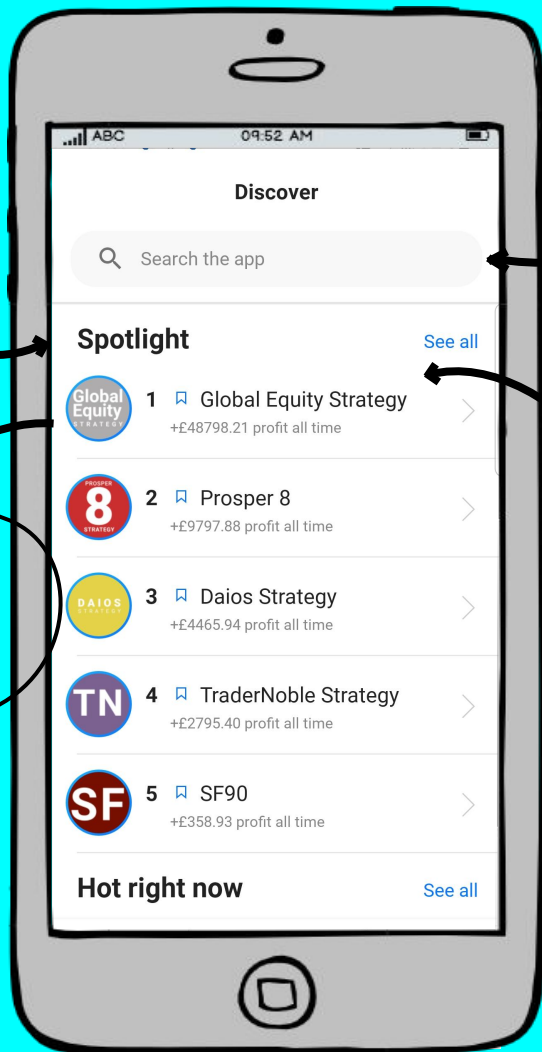 ABC 09:52 AM
Discover
Search the app
Spotlight See all
Global
Equity
STRATEGY
1 Global Equity Strategy
+£48798.21 profit all time
PROSPER
8
STRATEGY
2 Prosper 8
+£9797.88 profit all time
DAIOS
STRATEGY
3 Daios Strategy
+£4465.94 profit all time
TN
4 TraderNoble Strategy
+£2795.40 profit all time
SF
5 SF90
+£358.93 profit all time
Hot right now See all